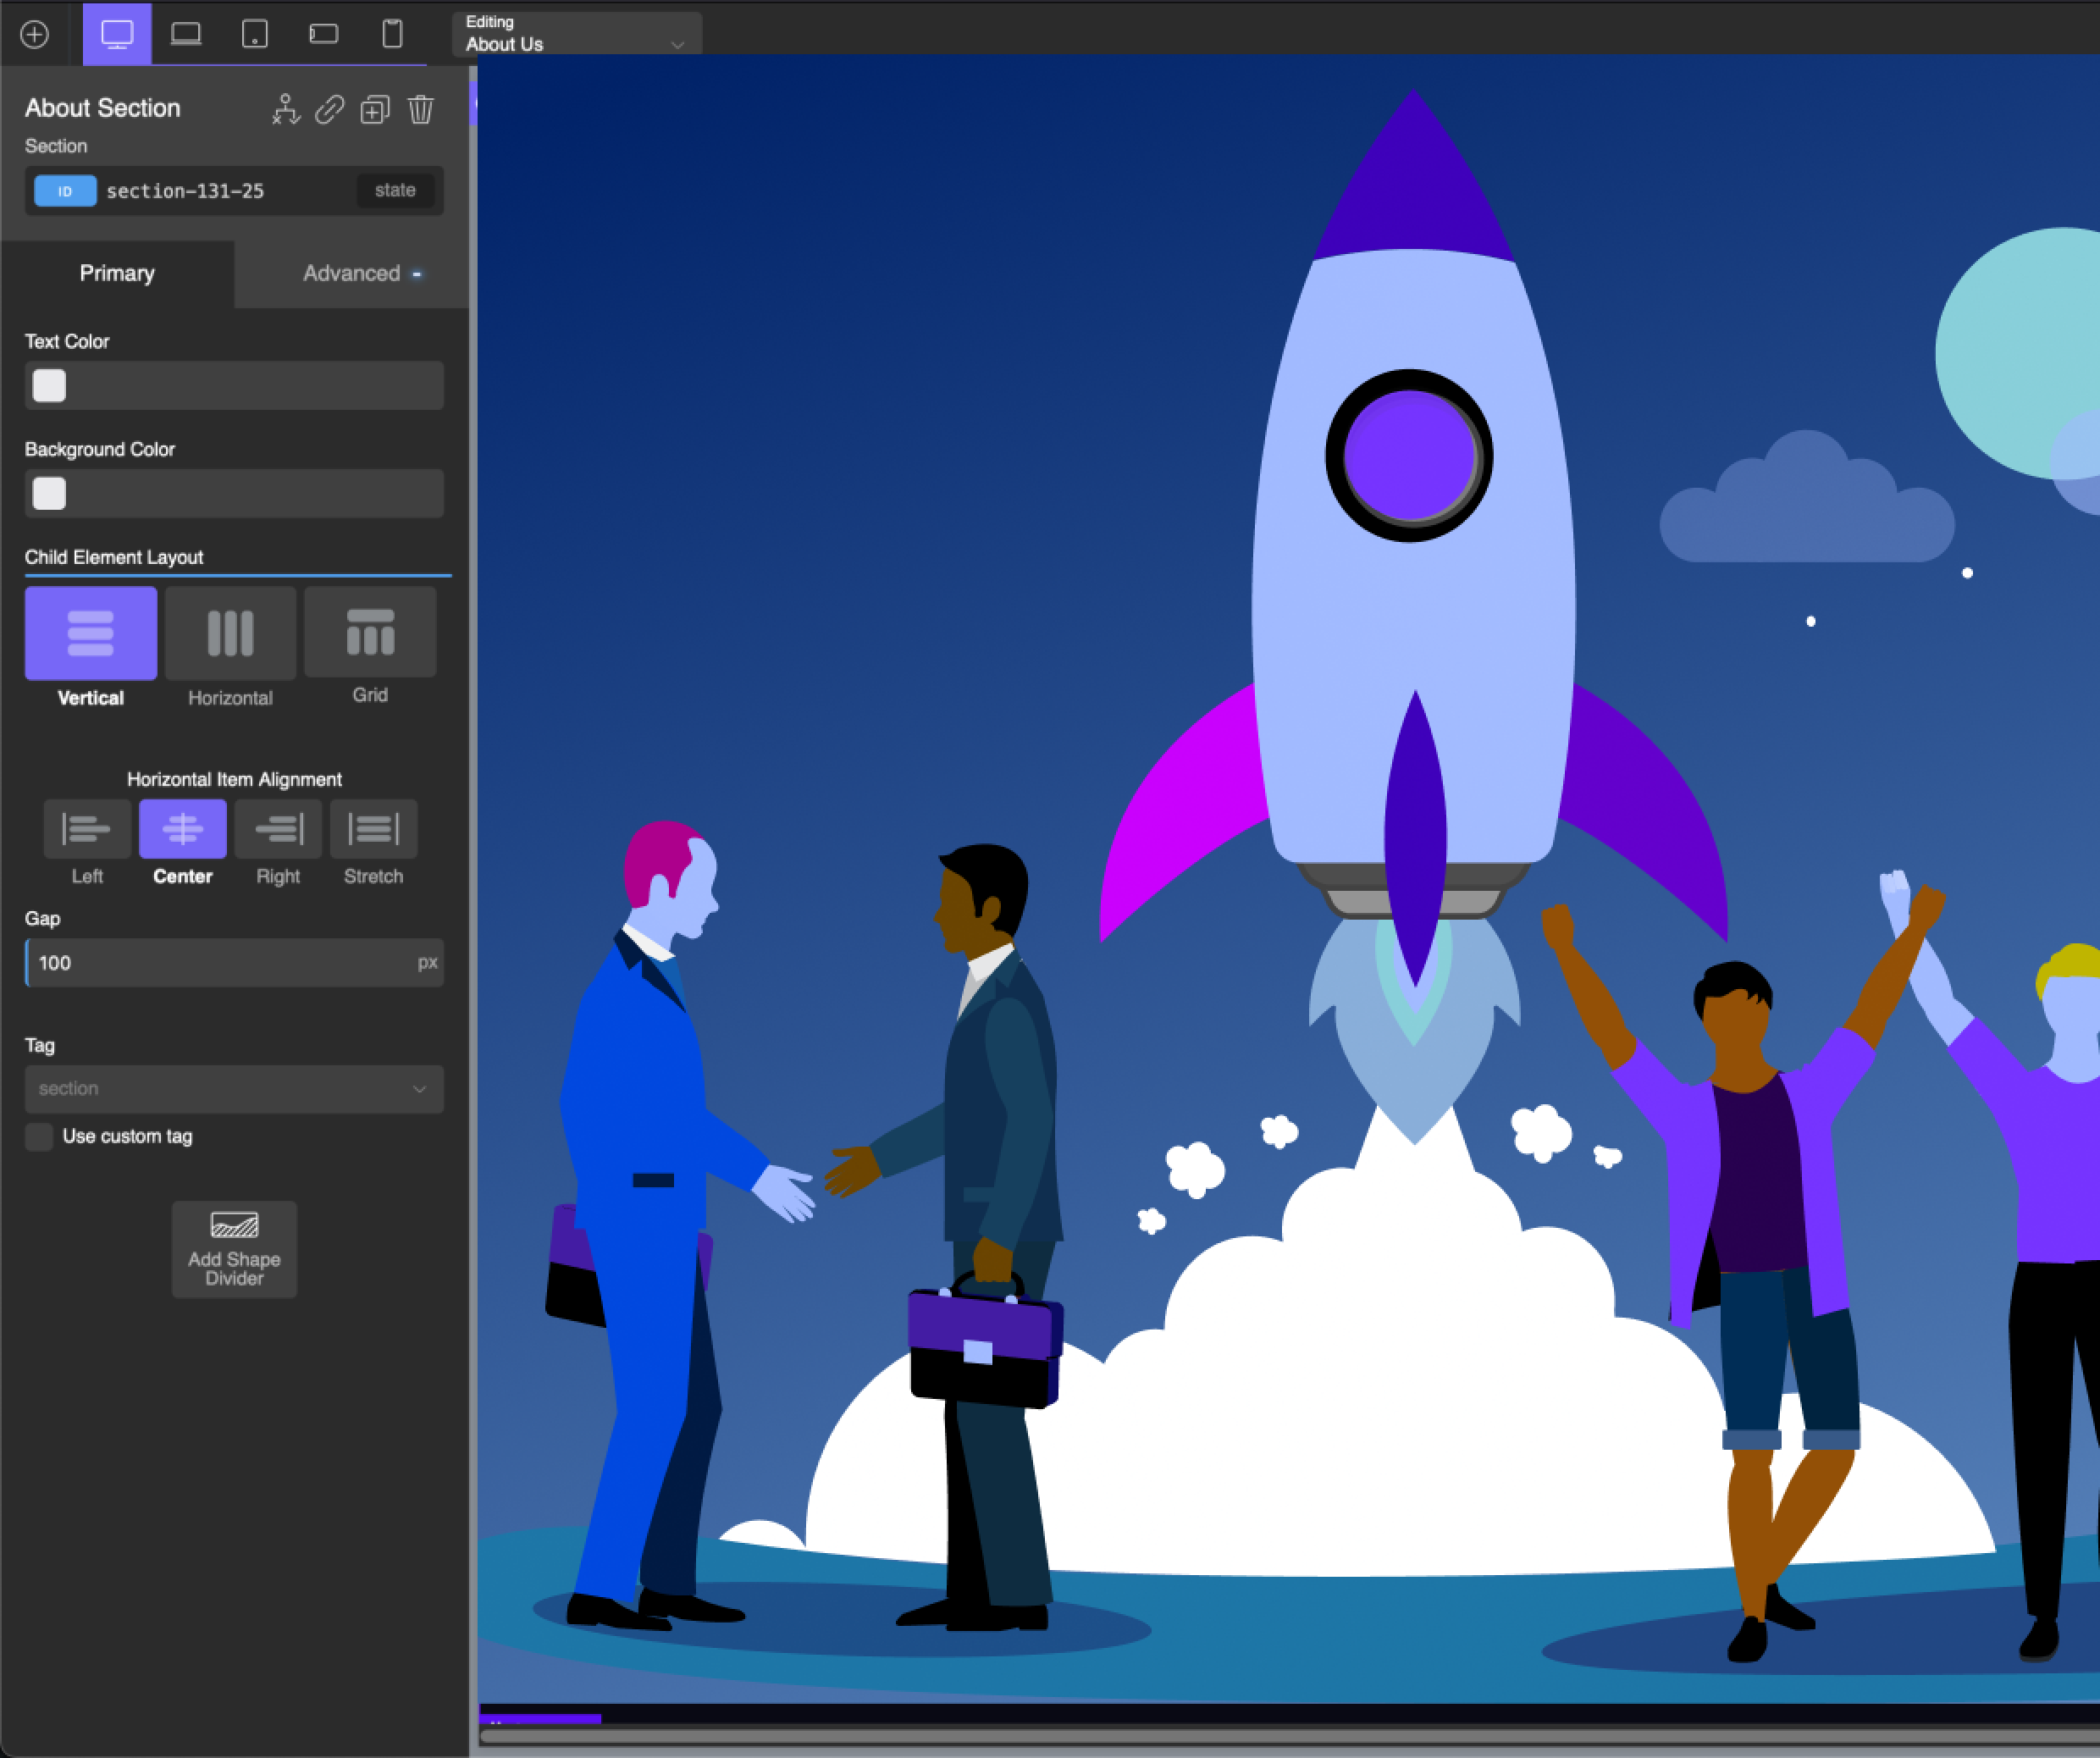 Editing
About Us
About Section
Section
ID section-131-25 state
Primary Advanced -
Text Color
Background Color
Child Element Layout
Vertical Horizontal Grid
Horizontal Item Alignment
Left Center Right Stretch
Gap
100 px
Tag
section
Use custom tag
Add Shape
Divider